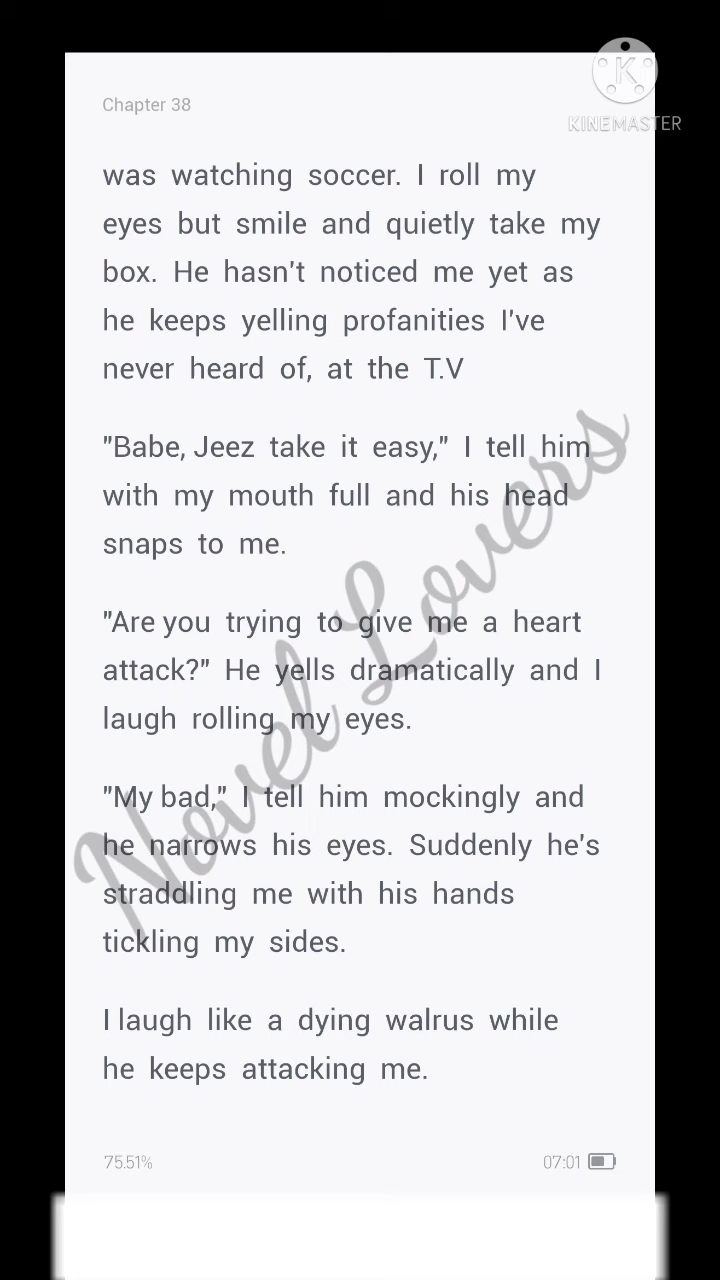 Chapter 38
K
KINEMASTER
was watching soccer. I roll my
eyes but smile and quietly take my
box. He hasn't noticed me yet as
he keeps yelling profanities I've
never heard of, at the T.V
"Babe, Jeez take it easy," I tell him
with my mouth full and his head
snaps to me.
"Are you trying to give me a heart
attack?" He yells dramatically and I
laugh rolling my eyes.
"My bad," I tell him mockingly and
he narrows his eyes. Suddenly he's
straddling me with his hands
tickling my sides.
I laugh like a dying walrus while
he keeps attacking me.
Novel Lovers
75.51%
07:01